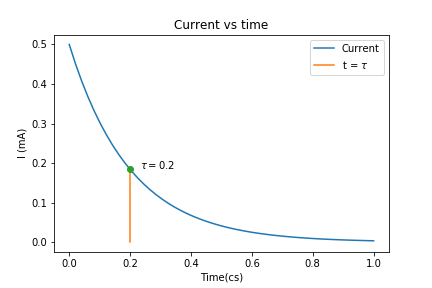 Current vs time
Current
t = τ
τ = 0.2
I (mA)
0.5
0.4
0.3
0.2
0.1
0.0
0.0 0.2 0.4 0.6 0.8 1.0
Time(cs)